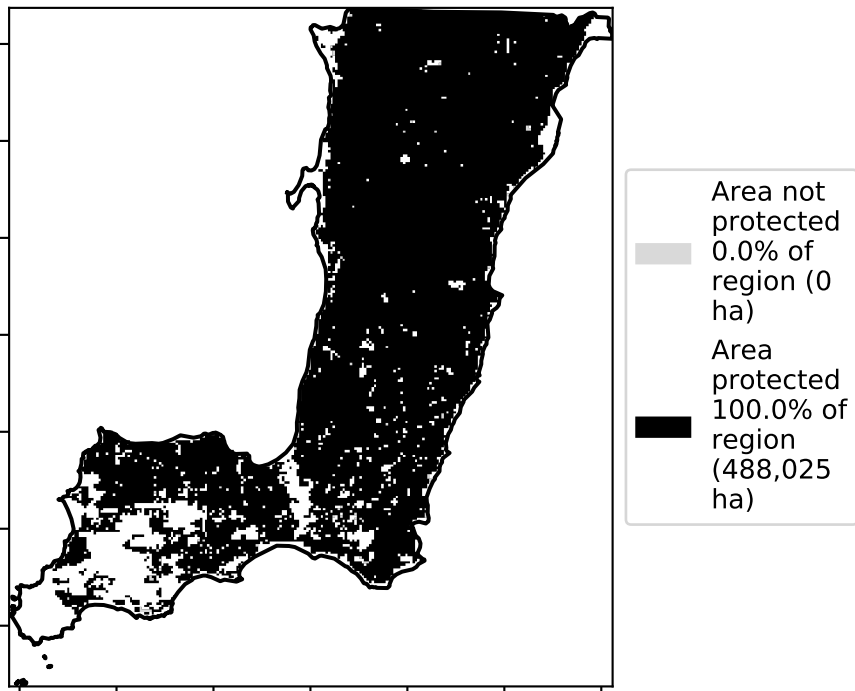 Area not
protected
0.0% of
region (0
ha)
Area
protected
100.0% of
region
(488,025
ha)